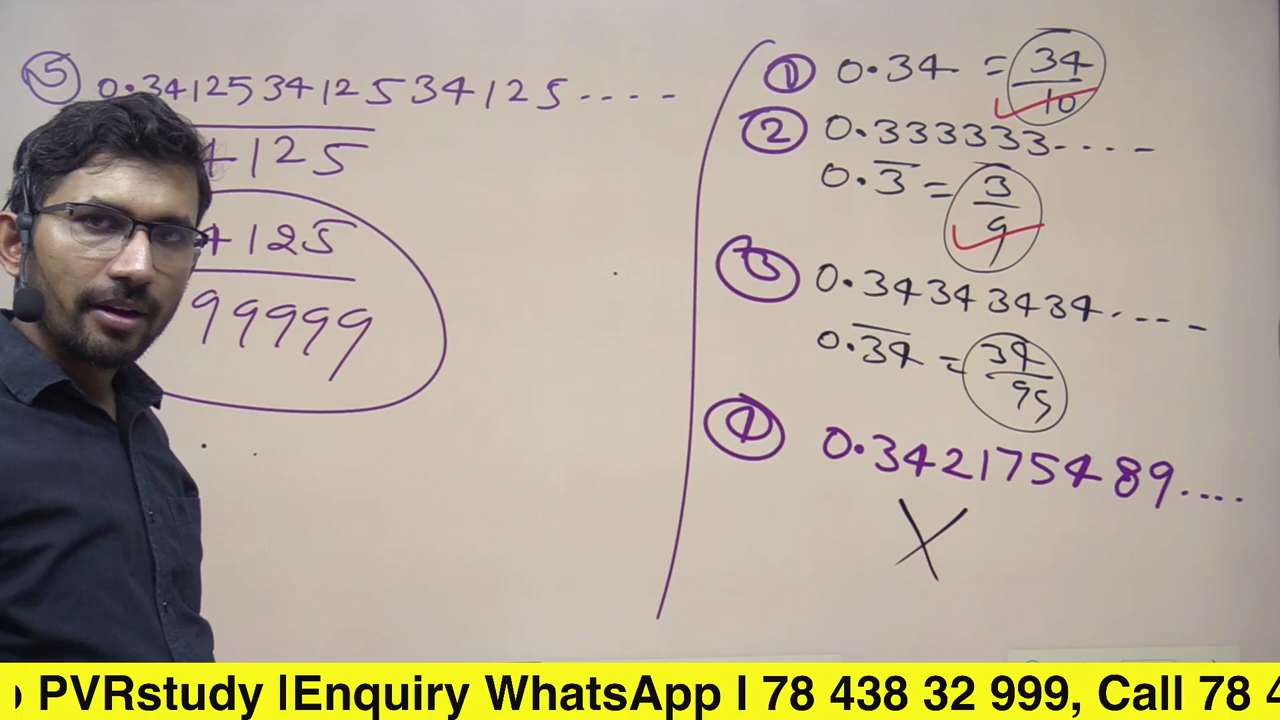 ⑤ 0.341253412534125....
4125
4125
99999
① 0.34 = 34/10
② 0.333333....
0.3̅ = 3/9
③ 0.34343434....
0.3̅4̅ = 34/99
④ 0.342175489....
X
PVRstudy |Enquiry WhatsApp | 78 438 32 999, Call 78 4